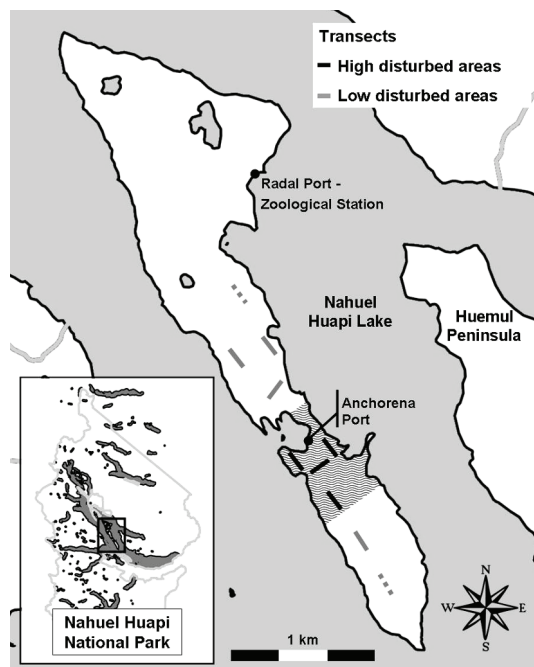 Transects
High disturbed areas
Low disturbed areas
Radal Port -
Zoological Station
Nahuel
Huapi Lake
Huemul
Peninsula
Anchorena
Port
Nahuel Huapi
National Park
1 km
N
W
E
S